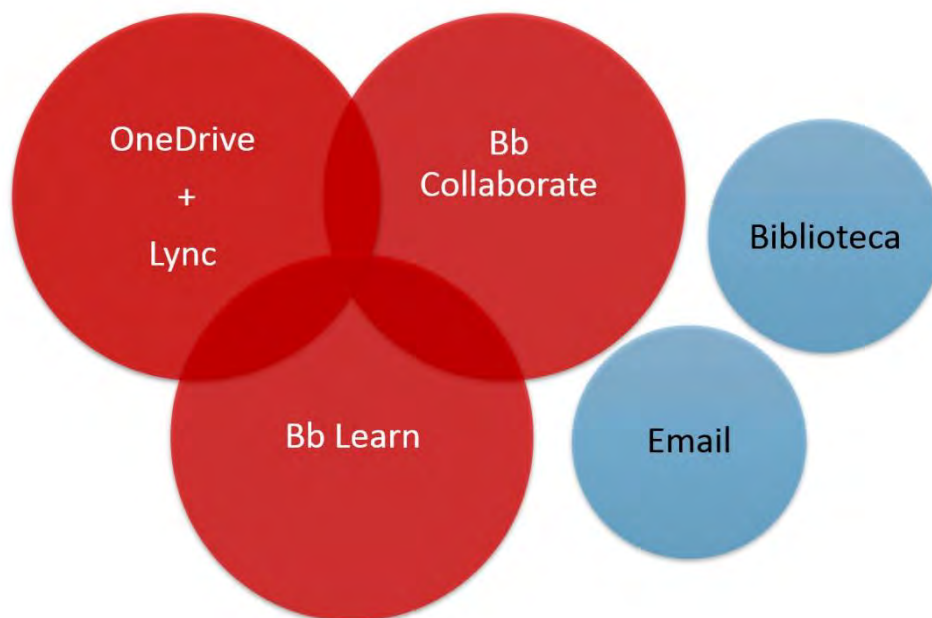 OneDrive
+
Lync
Bb
Collaborate
Bb Learn
Biblioteca
Email